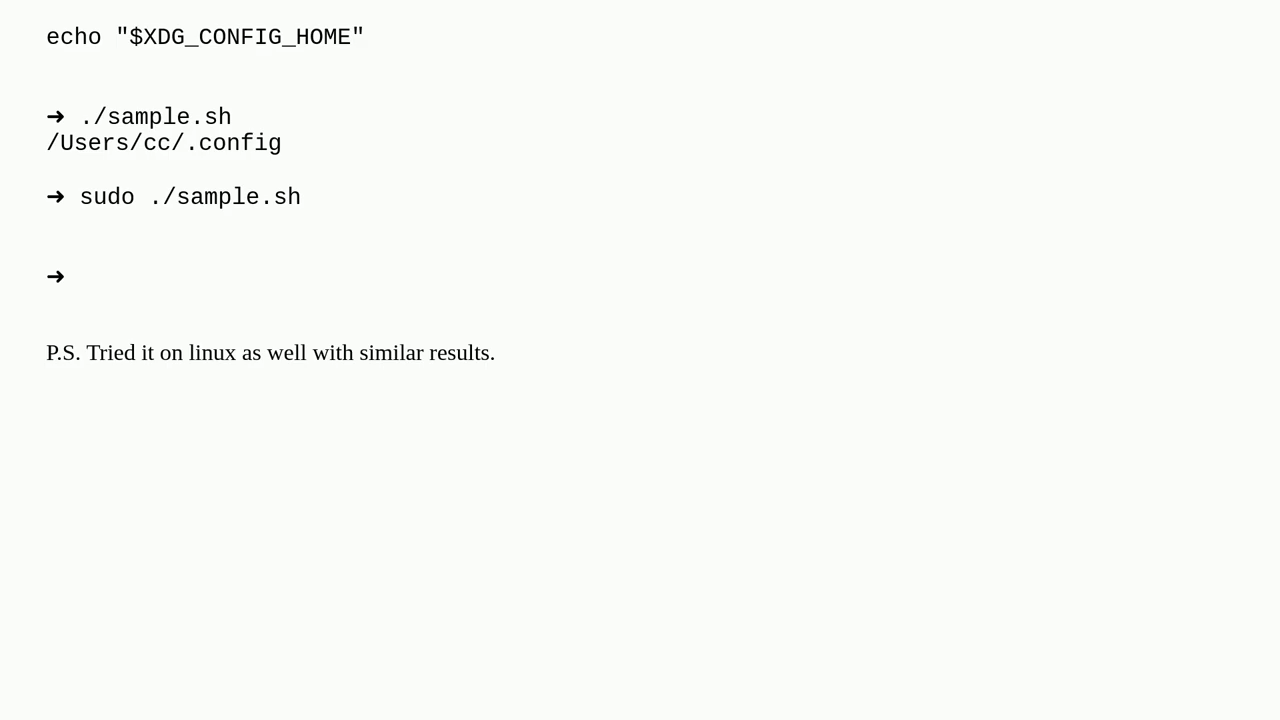 echo "$XDG_CONFIG_HOME"
➜ ./sample.sh
/Users/cc/.config
➜ sudo ./sample.sh
➜
P.S. Tried it on linux as well with similar results.